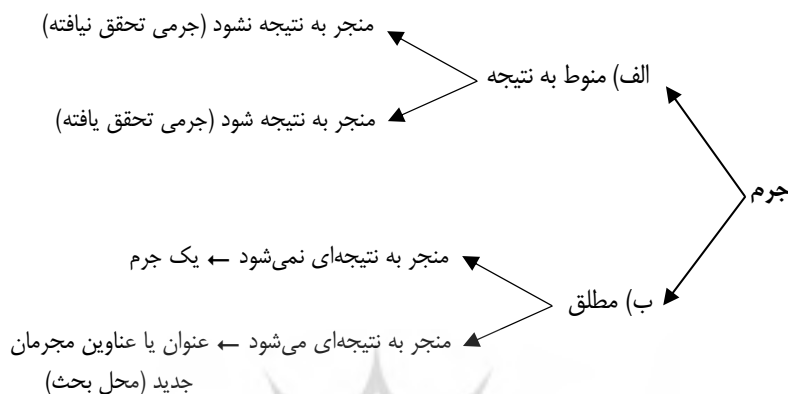 منجر به نتیجه نشود (جرمی تحقق نیافته)
الف) منوط به نتیجه
منجر به نتیجه شود (جرمی تحقق یافته)
جرم
منجر به نتیجه‌ای نمی‌شود ← یک جرم
ب) مطلق
منجر به نتیجه‌ای می‌شود ← عنوان یا عناوین مجرمان
جدید (محل بحث)